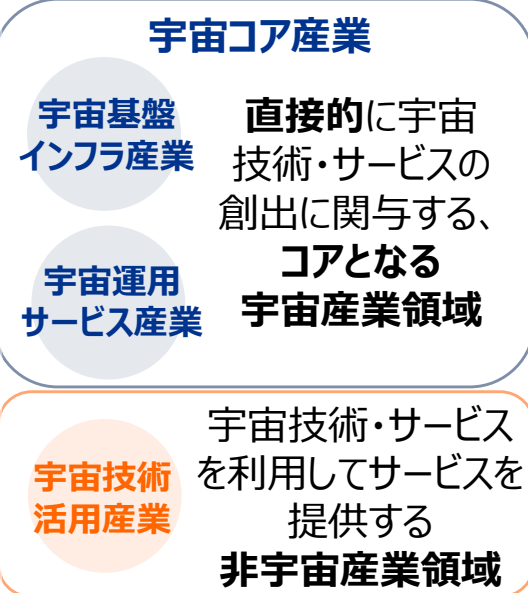 宇宙コア産業
宇宙基盤
インフラ産業
直接的に宇宙
技術・サービスの
創出に関与する、
コアとなる
宇宙産業領域
宇宙運用
サービス産業
宇宙技術
活用産業
宇宙技術・サービス
を利用してサービスを
提供する
非宇宙産業領域